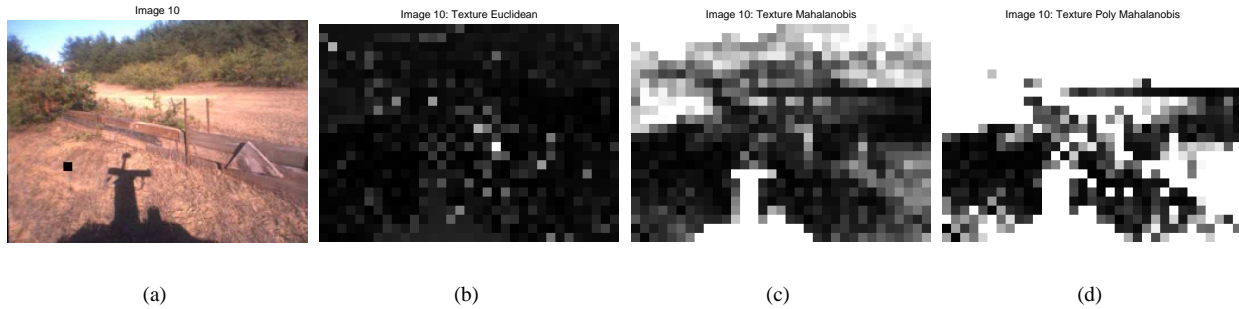 Image 10
Image 10: Texture Euclidean
Image 10: Texture Mahalanobis
Image 10: Texture Poly Mahalanobis
(a)
(b)
(c)
(d)